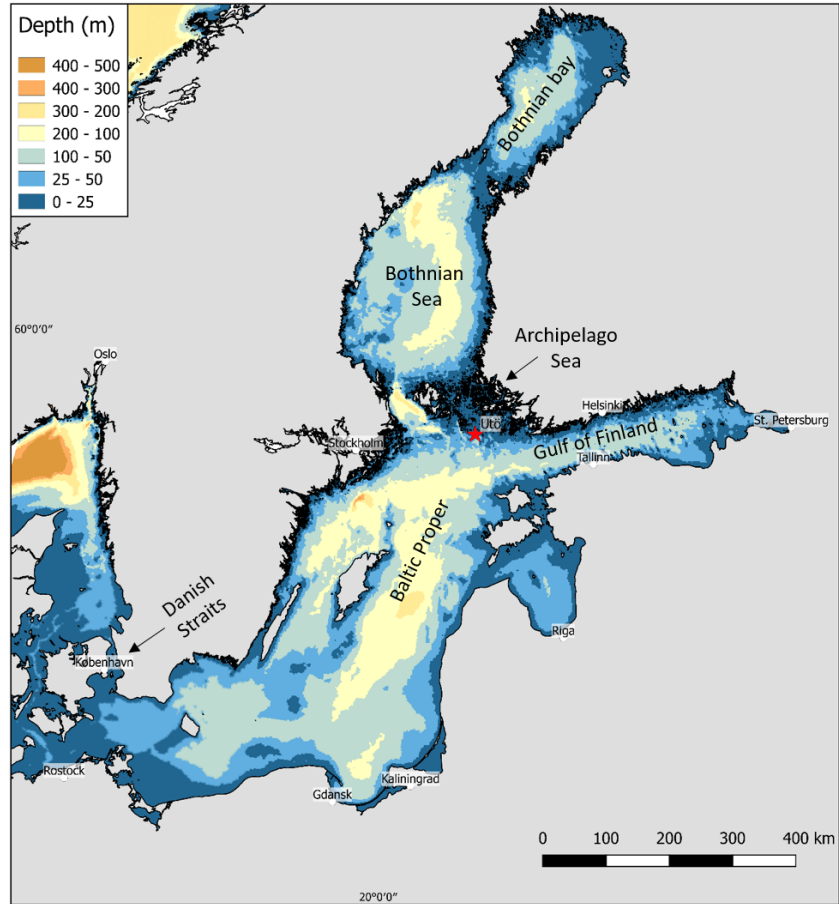 Depth (m)
400 - 500
400 - 300
300 - 200
200 - 100
100 - 50
25 - 50
0 - 25
Bothnian bay
Bothnian
Sea
60°0'0"
Oslo
Archipelago
Sea
Helsinki
Utö
St. Petersburg
Stockholm
Gulf of Finland
Tallinn
Baltic Proper
Danish
Straits
Riga
København
Rostock
Kaliningrad
Gdansk
0 100 200 300 400 km
20°0'0"